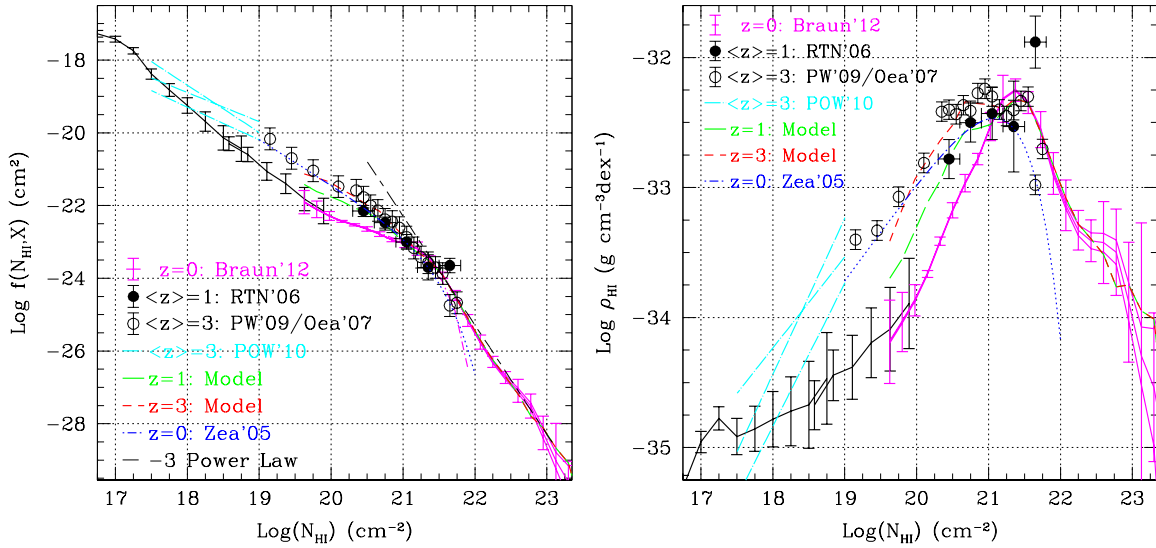 -18
-20
-22
-24
-26
-28
Log f(N_HI,X) (cm²)
z=0: Braun'12
<z>=1: RTN'06
<z>=3: PW'09/Oea'07
<z>=3: POW'10
z=1: Model
z=3: Model
z=0: Zea'05
-3 Power Law
17 18 19 20 21 22 23
Log(N_HI) (cm⁻²)
-32
-33
-34
-35
Log ρ_HI (g cm⁻³dex⁻¹)
z=0: Braun'12
<z>=1: RTN'06
<z>=3: PW'09/Oea'07
<z>=3: POW'10
z=1: Model
z=3: Model
z=0: Zea'05
17 18 19 20 21 22 23
Log(N_HI) (cm⁻²)